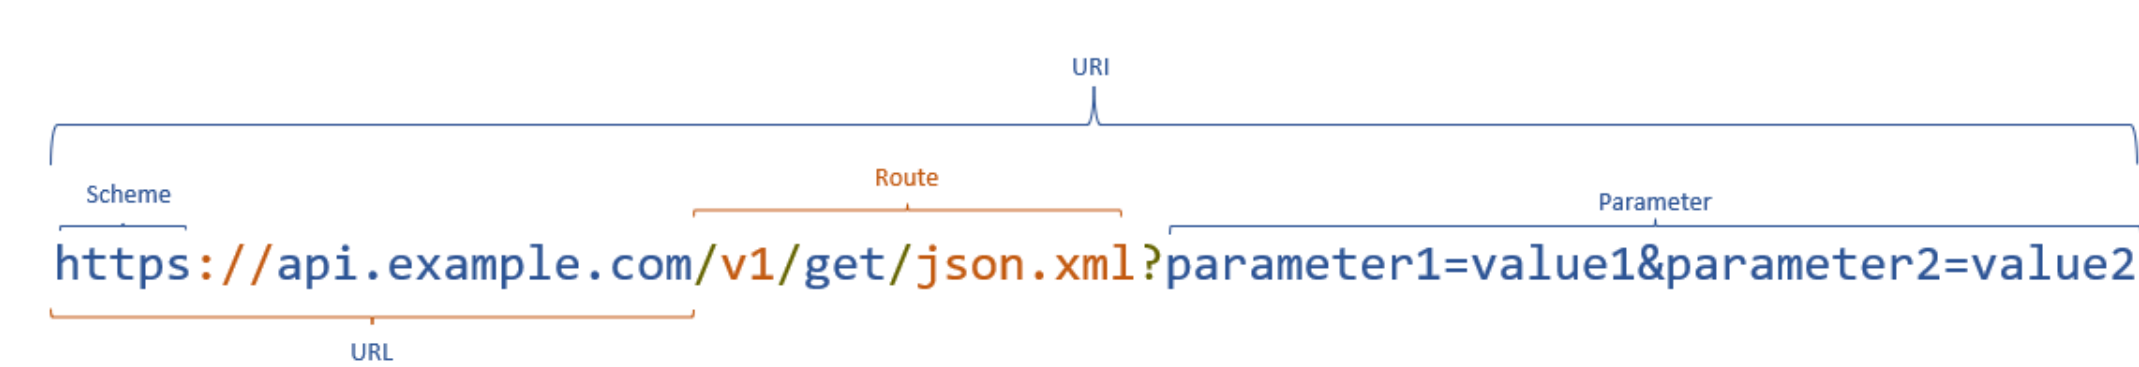 URI
Route
Scheme
Parameter
https://api.example.com/v1/get/json.xml?parameter1=value1&parameter2=value2
URL